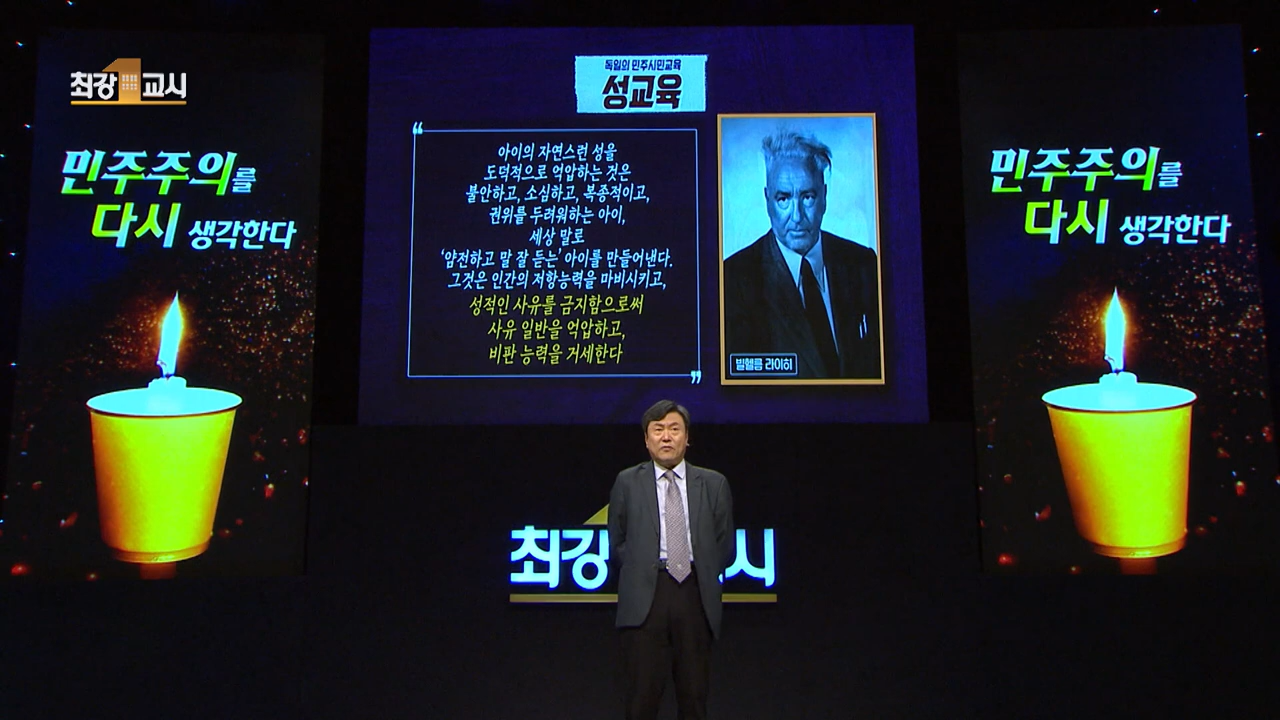 최강1교시
민주주의를
다시 생각한다
독일의 민주시민교육
성교육
“
아이의 자연스런 성을
도덕적으로 억압하는 것은
불안하고, 소심하고, 복종적이고,
권위를 두려워하는 아이,
세상 말로
‘얌전하고 말 잘 듣는’ 아이를 만들어낸다.
그것은 인간의 저항능력을 마비시키고,
성적인 사유를 금지함으로써
사유 일반을 억압하고,
비판 능력을 거세한다
”
빌헬름 라이히
민주주의를
다시 생각한다
최강 교시